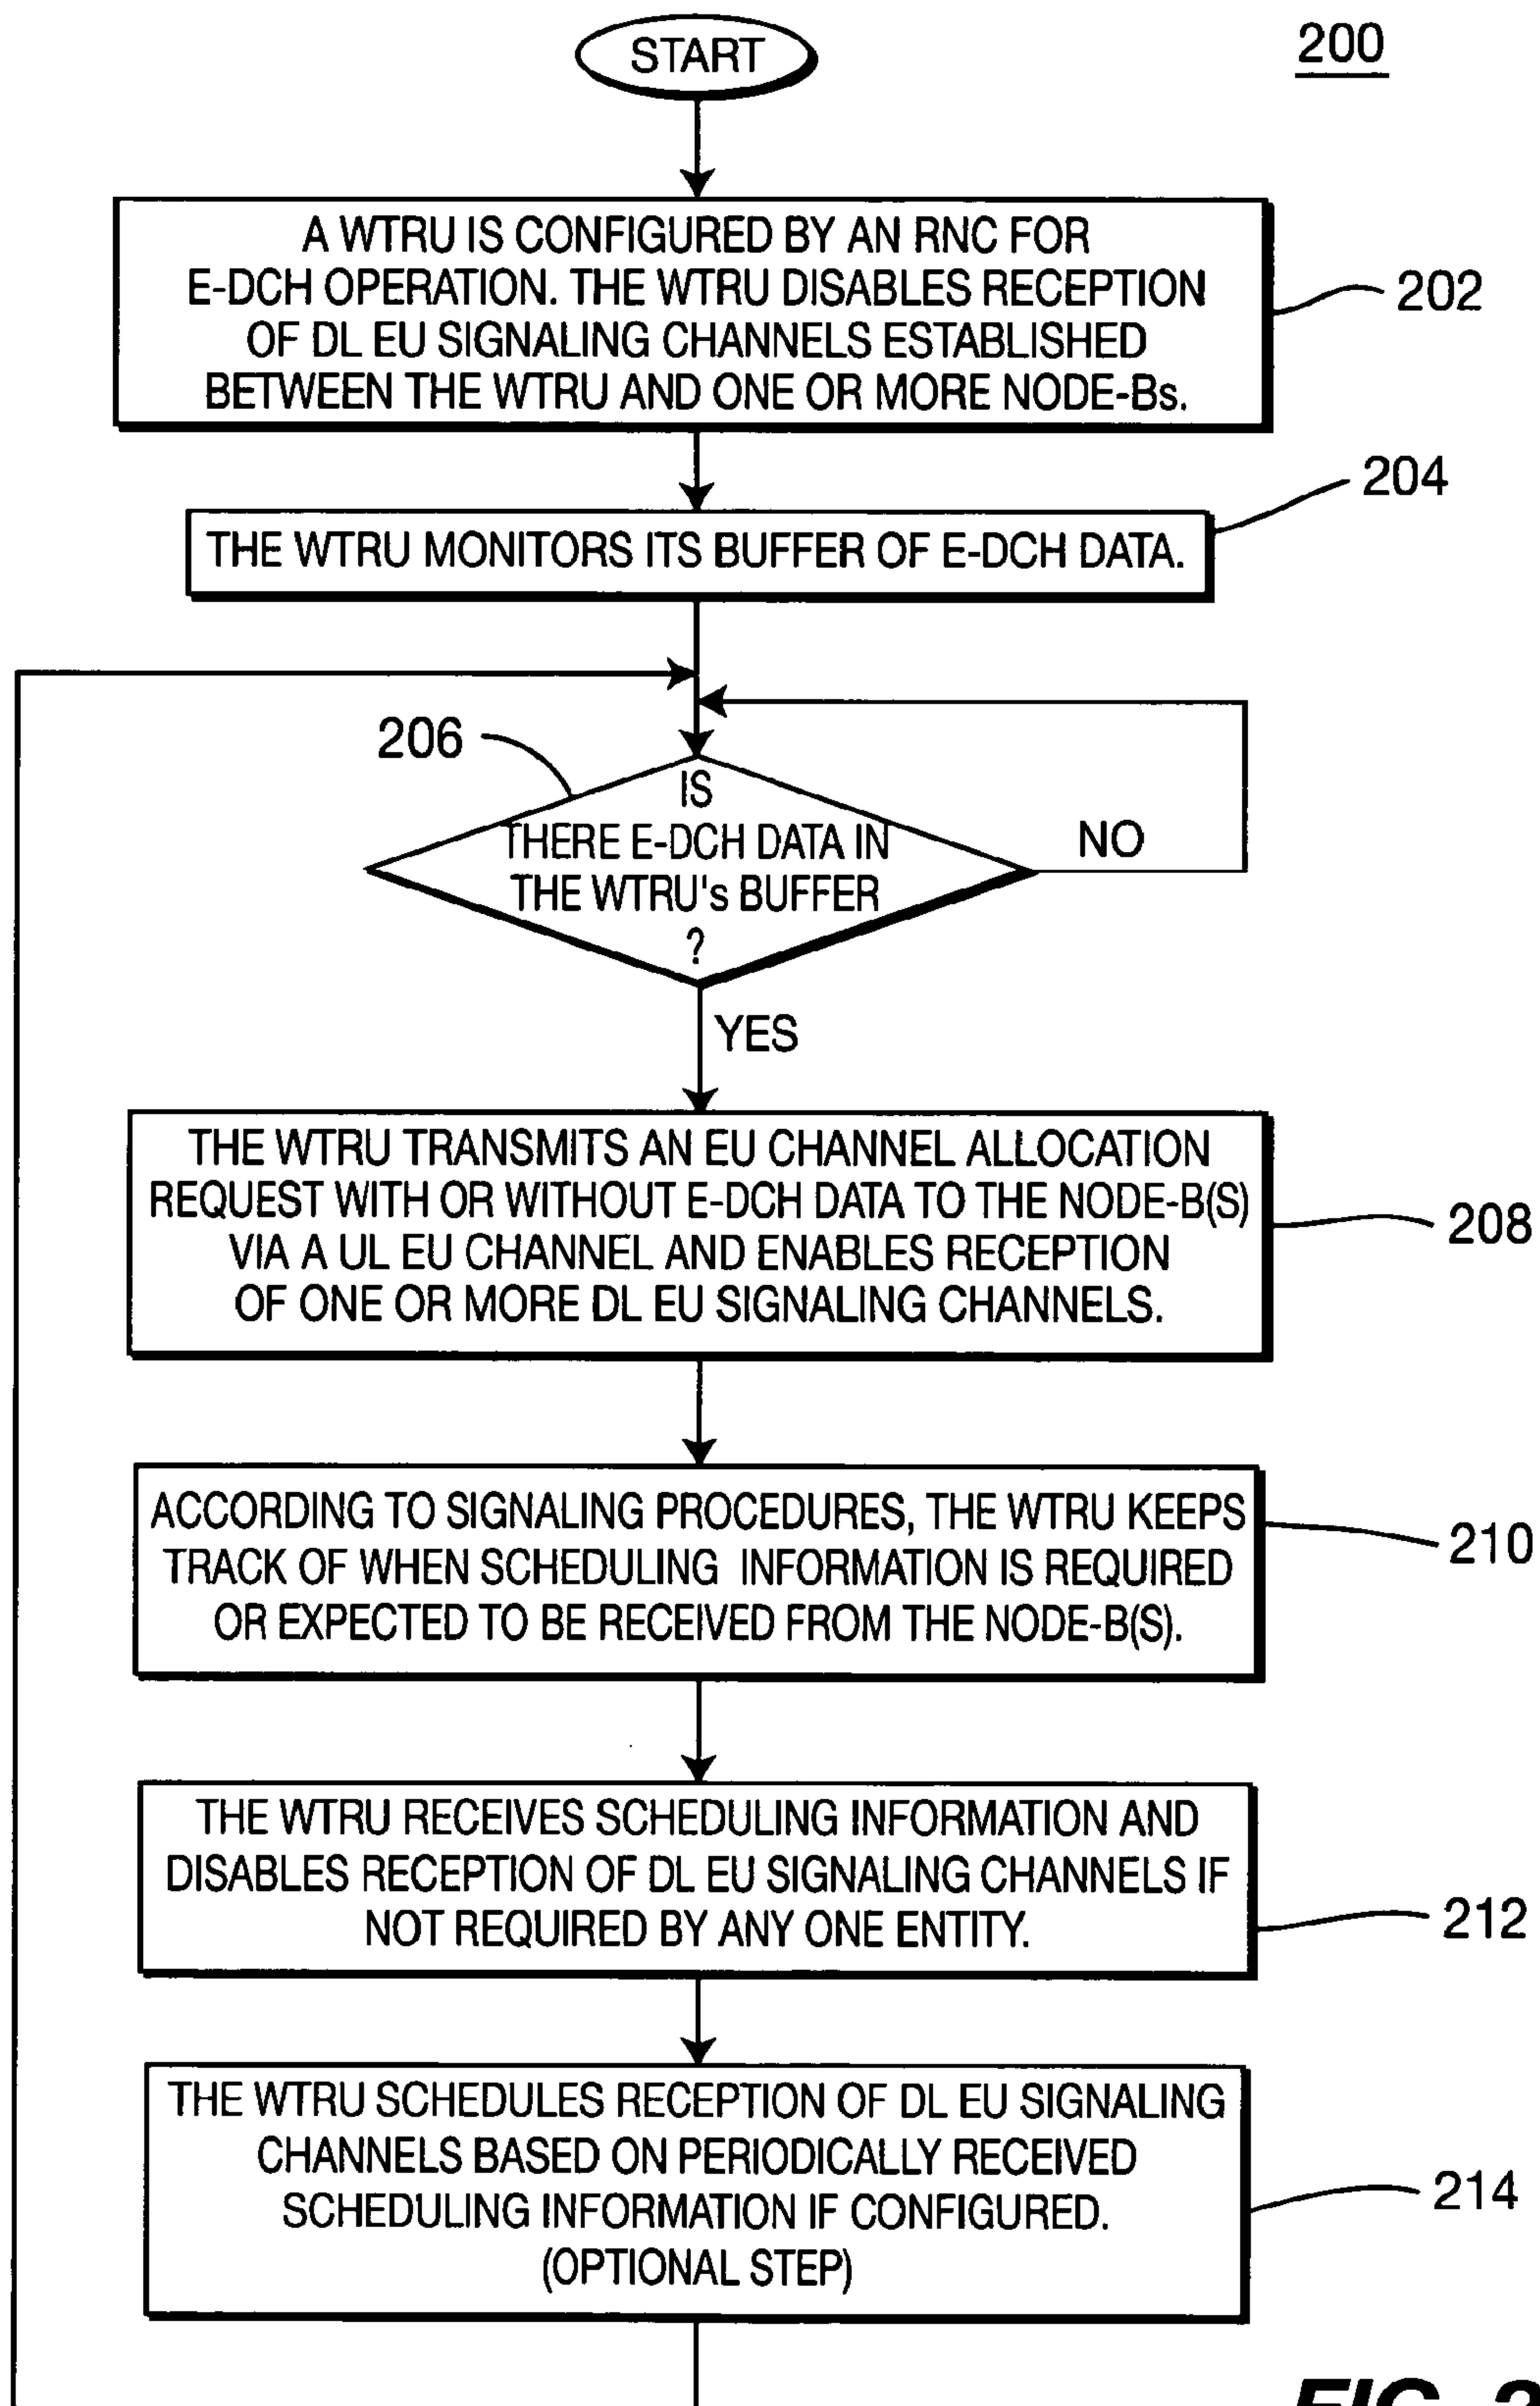 START
200
A WTRU IS CONFIGURED BY AN RNC FOR
E-DCH OPERATION. THE WTRU DISABLES RECEPTION
OF DL EU SIGNALING CHANNELS ESTABLISHED
BETWEEN THE WTRU AND ONE OR MORE NODE-Bs.
202
204
THE WTRU MONITORS ITS BUFFER OF E-DCH DATA.
206
IS
THERE E-DCH DATA IN
THE WTRU's BUFFER
?
NO
YES
THE WTRU TRANSMITS AN EU CHANNEL ALLOCATION
REQUEST WITH OR WITHOUT E-DCH DATA TO THE NODE-B(S)
VIA A UL EU CHANNEL AND ENABLES RECEPTION
OF ONE OR MORE DL EU SIGNALING CHANNELS.
208
ACCORDING TO SIGNALING PROCEDURES, THE WTRU KEEPS
TRACK OF WHEN SCHEDULING INFORMATION IS REQUIRED
OR EXPECTED TO BE RECEIVED FROM THE NODE-B(S).
210
THE WTRU RECEIVES SCHEDULING INFORMATION AND
DISABLES RECEPTION OF DL EU SIGNALING CHANNELS IF
NOT REQUIRED BY ANY ONE ENTITY.
212
THE WTRU SCHEDULES RECEPTION OF DL EU SIGNALING
CHANNELS BASED ON PERIODICALLY RECEIVED
SCHEDULING INFORMATION IF CONFIGURED.
(OPTIONAL STEP)
214
FIG. 2